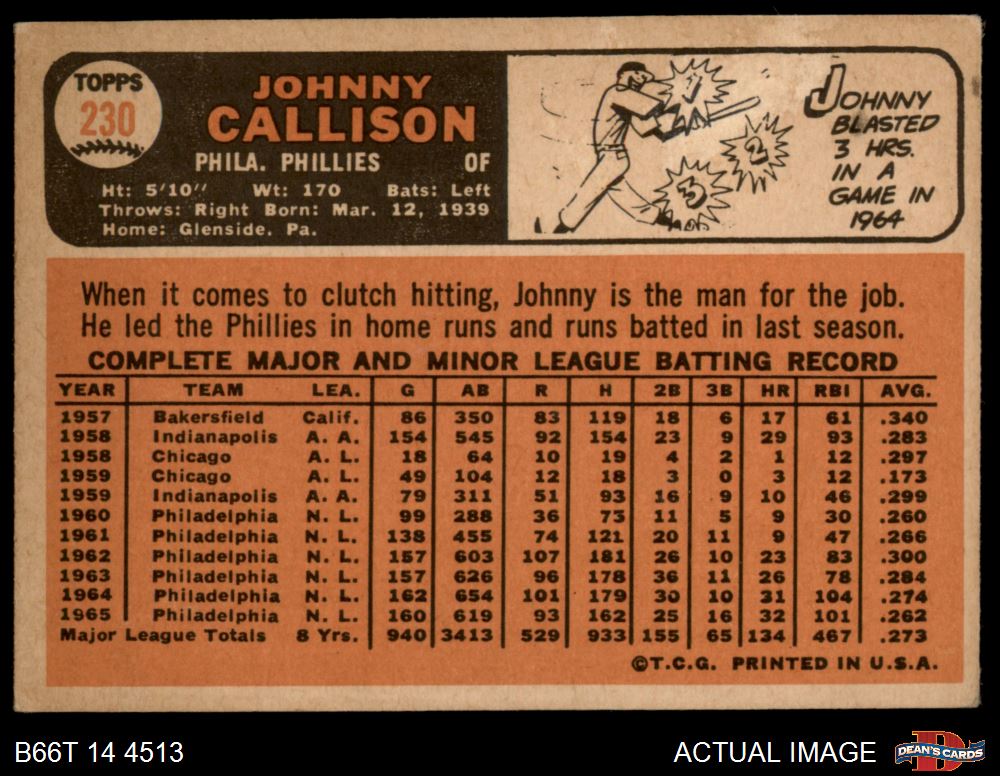 TOPPS
230
JOHNNY
CALLISON
PHILA. PHILLIES OF
Ht: 5'10" Wt: 170 Bats: Left
Throws: Right Born: Mar. 12, 1939
Home: Glenside, Pa.
1
2
3
JOHNNY
BLASTED
3 HRS.
IN A
GAME IN
1964
When it comes to clutch hitting, Johnny is the man for the job.
He led the Phillies in home runs and runs batted in last season.
COMPLETE MAJOR AND MINOR LEAGUE BATTING RECORD
YEAR TEAM LEA. G AB R H 2B 3B HR RBI AVG.
1957 Bakersfield Calif. 86 350 83 119 18 6 17 61 .340
1958 Indianapolis A. A. 154 545 92 154 23 9 29 93 .283
1958 Chicago A. L. 18 64 10 19 4 2 1 12 .297
1959 Chicago A. L. 49 104 12 18 3 0 3 12 .173
1959 Indianapolis A. A. 79 311 51 93 16 9 10 46 .299
1960 Philadelphia N. L. 99 288 36 73 11 5 9 30 .260
1961 Philadelphia N. L. 138 455 74 121 20 11 9 47 .266
1962 Philadelphia N. L. 157 603 107 181 26 10 23 83 .300
1963 Philadelphia N. L. 157 626 96 178 36 11 26 78 .284
1964 Philadelphia N. L. 162 654 101 179 30 10 31 104 .274
1965 Philadelphia N. L. 160 619 93 162 25 16 32 101 .262
Major League Totals 8 Yrs. 940 3413 529 933 155 65 134 467 .273
©T.C.G. PRINTED IN U.S.A.
B66T 14 4513 ACTUAL IMAGE
D
DEAN'S CARDS